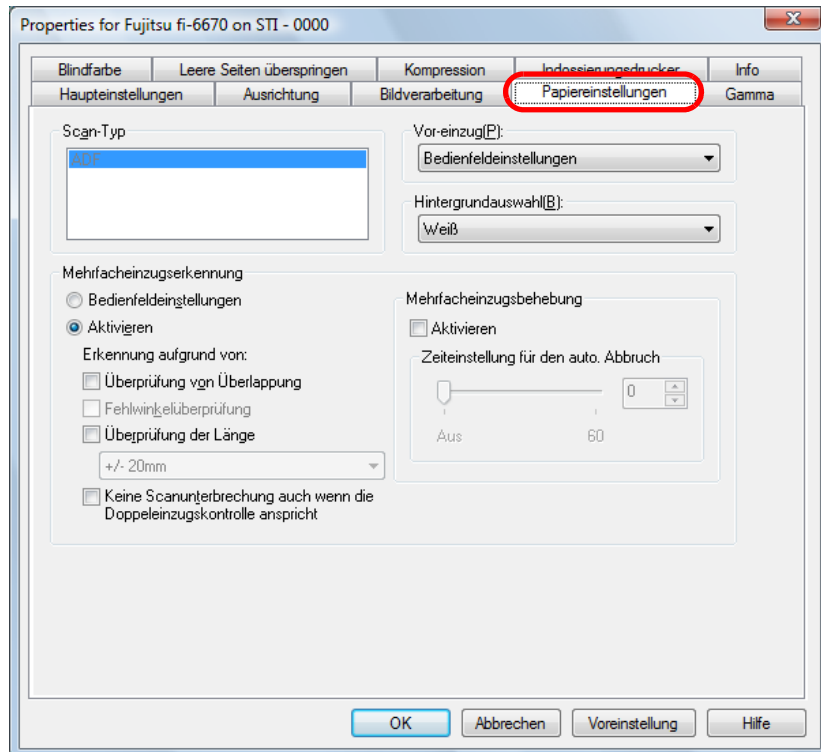 Properties for Fujitsu fi-6670 on STI - 0000
Blindfarbe
Leere Seiten überspringen
Kompression
Indossierungsdrucker
Info
Haupteinstellungen
Ausrichtung
Bildverarbeitung
Papiereinstellungen
Gamma
Scan-Typ
ADF
Vor-einzug(P):
Bedienfeldeinstellungen
Hintergrundauswahl(B):
Weiß
Mehrfacheinzugserkennung
Bedienfeldeinstellungen
Aktivieren
Erkennung aufgrund von:
Überprüfung von Überlappung
Fehlwinkelüberprüfung
Überprüfung der Länge
+/- 20mm
Keine Scanunterbrechung auch wenn die
Doppeleinzugskontrolle anspricht
Mehrfacheinzugsbehebung
Aktivieren
Zeiteinstellung für den auto. Abbruch
0
Aus
60
OK
Abbrechen
Voreinstellung
Hilfe